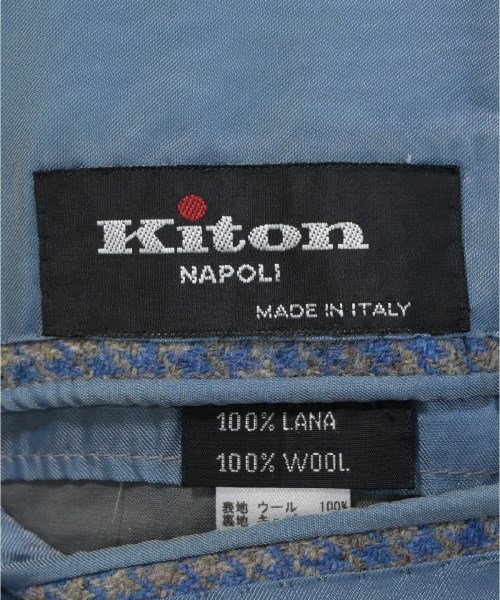 Kiton
NAPOLI
MADE IN ITALY
100% LANA
100% WOOL
表地 ウール 100%
裏地